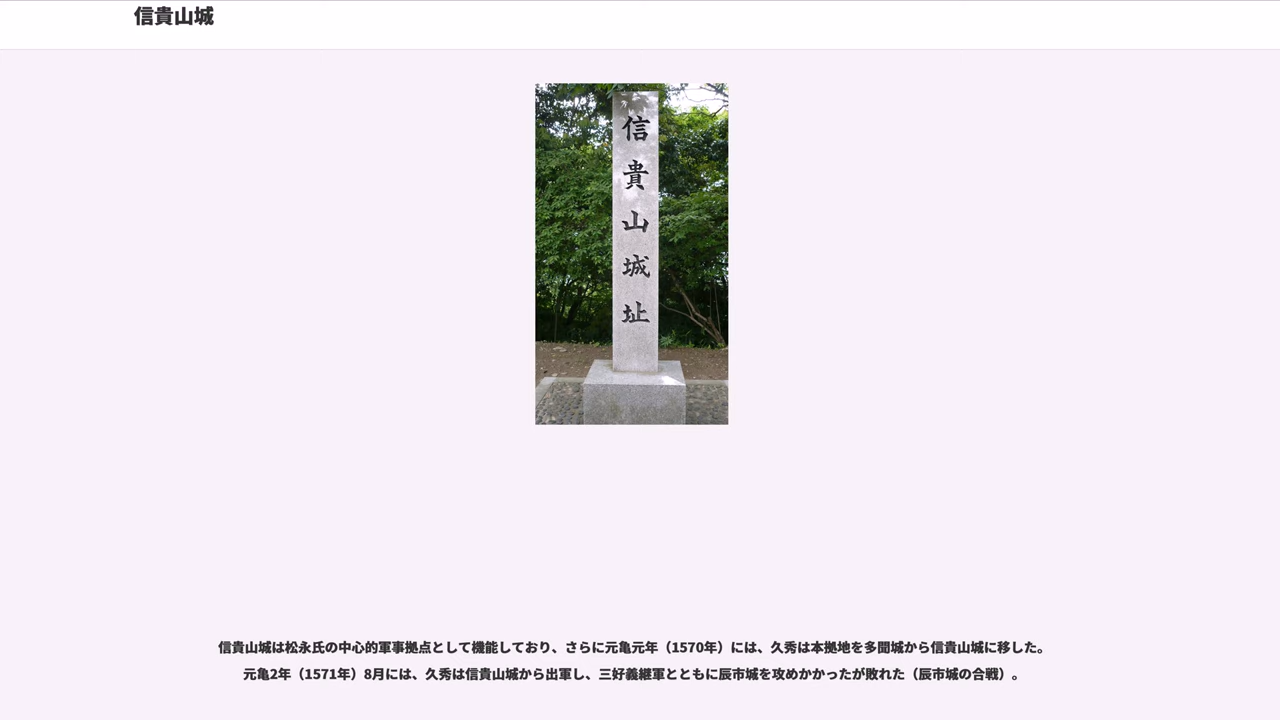 信貴山城
信貴山城址
信貴山城は松永氏の中心的軍事拠点として機能しており、さらに元亀元年（1570年）には、久秀は本拠地を多聞城から信貴山城に移した。
元亀2年（1571年）8月には、久秀は信貴山城から出軍し、三好義継軍とともに辰市城を攻めかかったが敗れた（辰市城の合戦）。